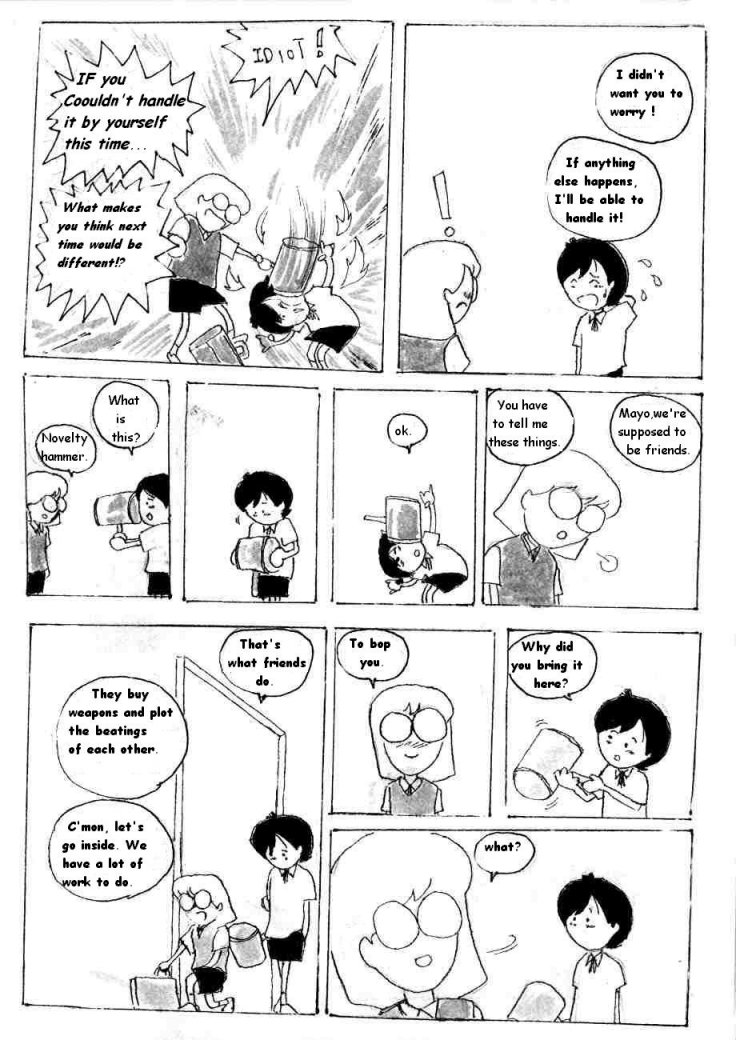 I didn't
want you to
worry !
If anything
else happens,
I'll be able to
handle it!
IDIOT!
IF you
Coouldn't handle
it by yourself
this time...
What makes
you think next
time would be
different!?
!
Mayo,we're
supposed to
be friends.
You have
to tell me
these things.
ok.
What
is
this?
Novelty
hammer.
Why did
you bring it
here?
To bop
you.
what?
That's
what friends
do.
They buy
weapons and plot
the beatings
of each other.
C'mon, let's
go inside. We
have a lot of
work to do.